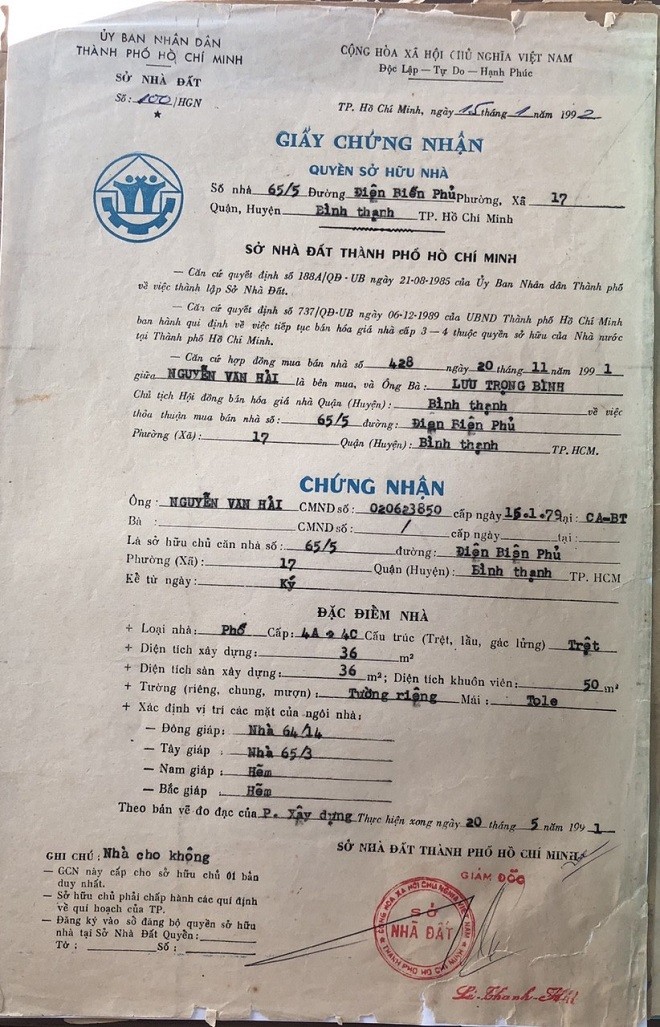 ỦY BAN NHÂN DÂN
THÀNH PHỐ HỒ CHÍ MINH
SỞ NHÀ ĐẤT
Số: 100/HGN
CỘNG HÒA XÃ HỘI CHỦ NGHĨA VIỆT NAM
Độc Lập — Tự Do — Hạnh Phúc
TP. Hồ Chí Minh, ngày 15 tháng 1 năm 1992
GIẤY CHỨNG NHẬN
QUYỀN SỞ HỮU NHÀ
Số nhà 65/5 Đường Điện Biên Phủ Phường, Xã 17
Quận, Huyện Bình thạnh TP. Hồ Chí Minh
SỞ NHÀ ĐẤT THÀNH PHỐ HỒ CHÍ MINH
— Căn cứ quyết định số 188A/QĐ-UB ngày 21-08-1985 của Ủy Ban Nhân dân Thành phố
về việc thành lập Sở Nhà Đất.
— Căn cứ quyết định số 737/QĐ-UB ngày 06-12-1989 của UBND Thành phố Hồ Chí Minh
ban hành qui định về việc tiếp tục bán hóa giá nhà cấp 3 — 4 thuộc quyền sở hữu của Nhà nước
tại Thành phố Hồ Chí Minh.
— Căn cứ hợp đồng mua bán nhà số 428 ngày 20 tháng 11 năm 1991
giữa NGUYỄN VĂN HẢI là bên mua, và Ông Bà: LƯU TRỌNG BÌNH
Chủ tịch Hội đồng bán hóa giá nhà Quận (Huyện): Bình thạnh về việc
thỏa thuận mua bán nhà số: 65/5 đường: Điện Biên Phủ
Phường (Xã): 17 Quận (Huyện): Bình thạnh TP. HCM.
CHỨNG NHẬN
Ông: NGUYỄN VĂN HẢI CMND số: 020623850 cấp ngày 15.1.79 tại: CA-BT
Bà: CMND số: / cấp ngày tại:
Là sở hữu chủ căn nhà số: 65/5 đường: Điện Biên Phủ
Phường (Xã): 17 Quận (Huyện): Bình thạnh TP. HCM
Kể từ ngày: Ký
ĐẶC ĐIỂM NHÀ
+ Loại nhà: Phố Cấp: 4A + 4C Cấu trúc (Trệt, lầu, gác lửng) Trệt
+ Diện tích xây dựng: 36 m²
+ Diện tích sàn xây dựng: 36 m²; Diện tích khuôn viên: 50 m²
+ Tường (riêng, chung, mượn): Tường riêng Mái: Tole
+ Xác định vị trí các mặt của ngôi nhà:
— Đông giáp: Nhà 64/14
— Tây giáp: Nhà 65/3
— Nam giáp: Hẽm
— Bắc giáp: Hẽm
Theo bản vẽ đo đạc của P. Xây dựng Thực hiện xong ngày 20 tháng 5 năm 1991
GHI CHÚ: Nhà cho không
— GCN này cấp cho sở hữu chủ 01 bản
duy nhất.
— Sở hữu chủ phải chấp hành các qui định
về qui hoạch của TP.
— Đăng ký vào sổ đăng bộ quyền sở hữu
nhà tại Sở Nhà Đất Quyển:
Tờ: Số:
SỞ NHÀ ĐẤT THÀNH PHỐ HỒ CHÍ MINH
GIÁM ĐỐC
CỘNG HÒA XÃ HỘI CHỦ NGHĨA VIỆT NAM
SỞ
NHÀ ĐẤT
THÀNH PHỐ HỒ CHÍ MINH
Lê Thanh Hải